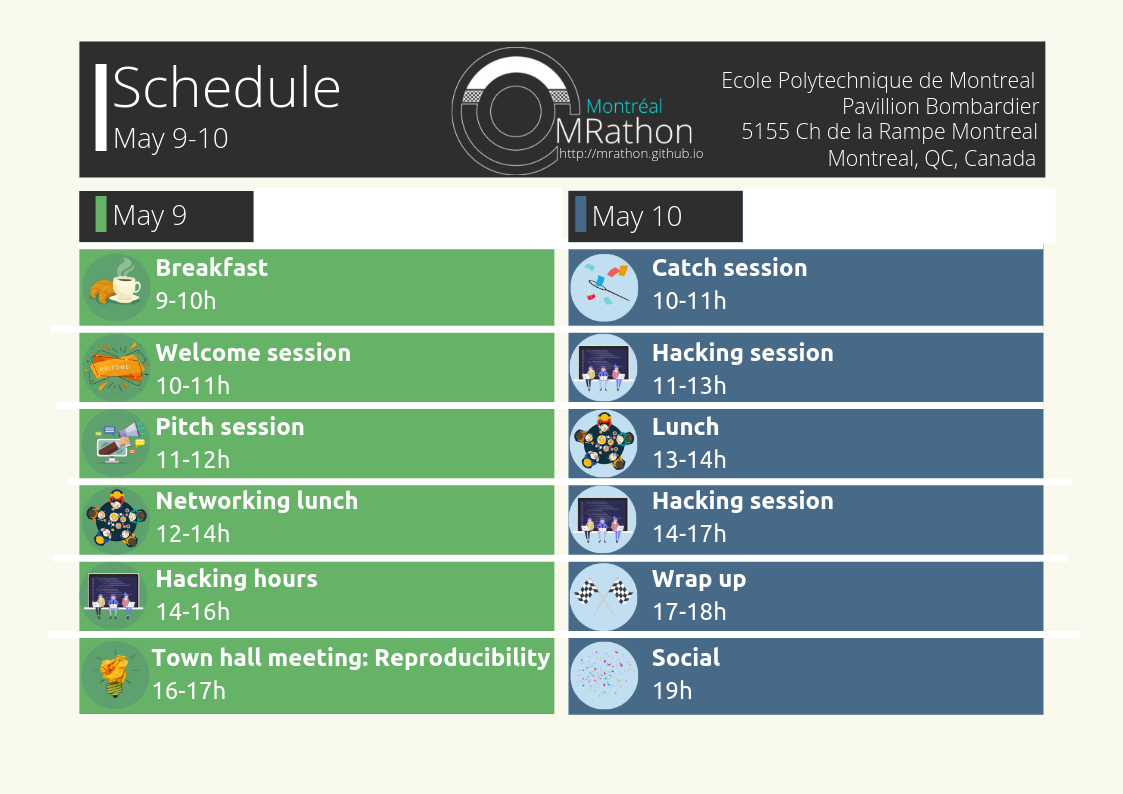 Schedule
May 9-10
Montréal
MRathon
http://mrathon.github.io
Ecole Polytechnique de Montreal
Pavillion Bombardier
5155 Ch de la Rampe Montreal
Montreal, QC, Canada
May 9
Breakfast
9-10h
WELCOME!
Welcome session
10-11h
Pitch session
11-12h
Networking lunch
12-14h
Hacking hours
14-16h
Town hall meeting: Reproducibility
16-17h
May 10
Catch session
10-11h
Hacking session
11-13h
Lunch
13-14h
Hacking session
14-17h
Wrap up
17-18h
Social
19h